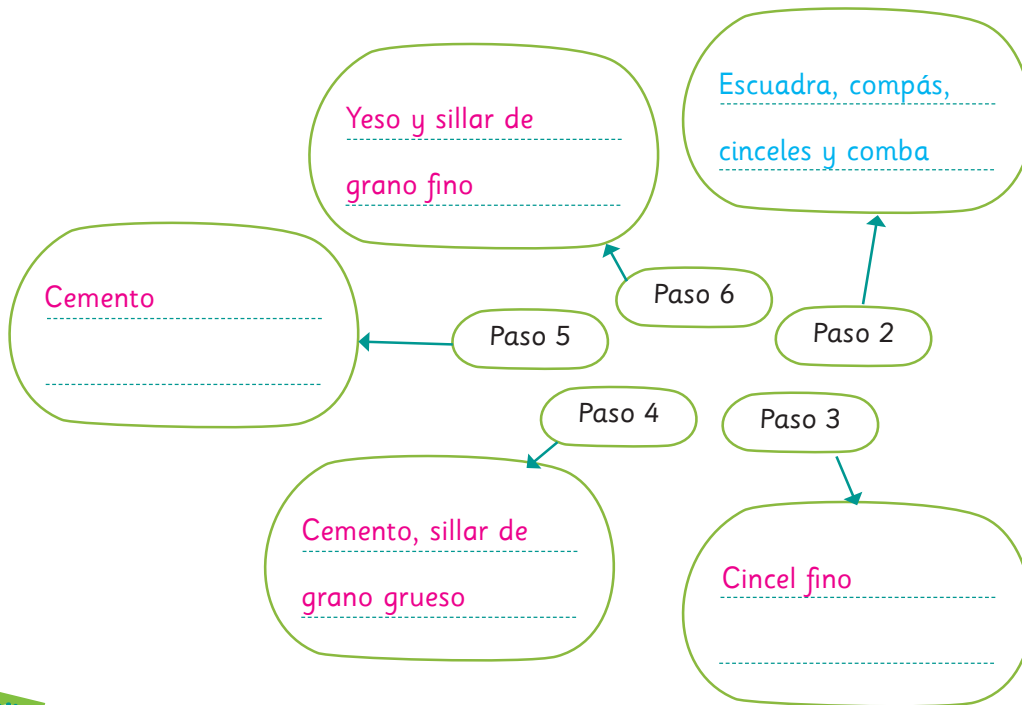 Escuadra, compás,
cinceles y comba
Yeso y sillar de
grano fino
Cemento
Paso 6
Paso 5
Paso 2
Paso 4
Paso 3
Cemento, sillar de
grano grueso
Cincel fino